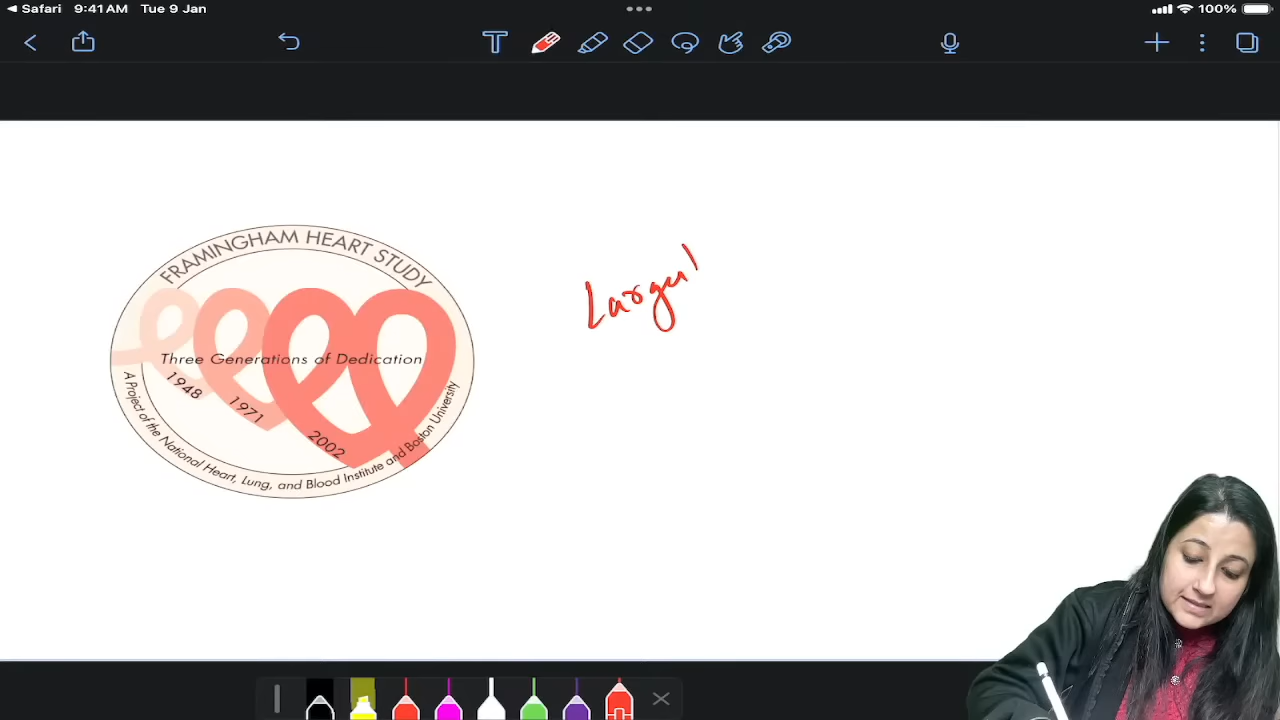 Safari 9:41 AM Tue 9 Jan
100%
T
FRAMINGHAM HEART STUDY
Three Generations of Dedication
1948
1971
2002
A Project of the National Heart, Lung, and Blood Institute and Boston University